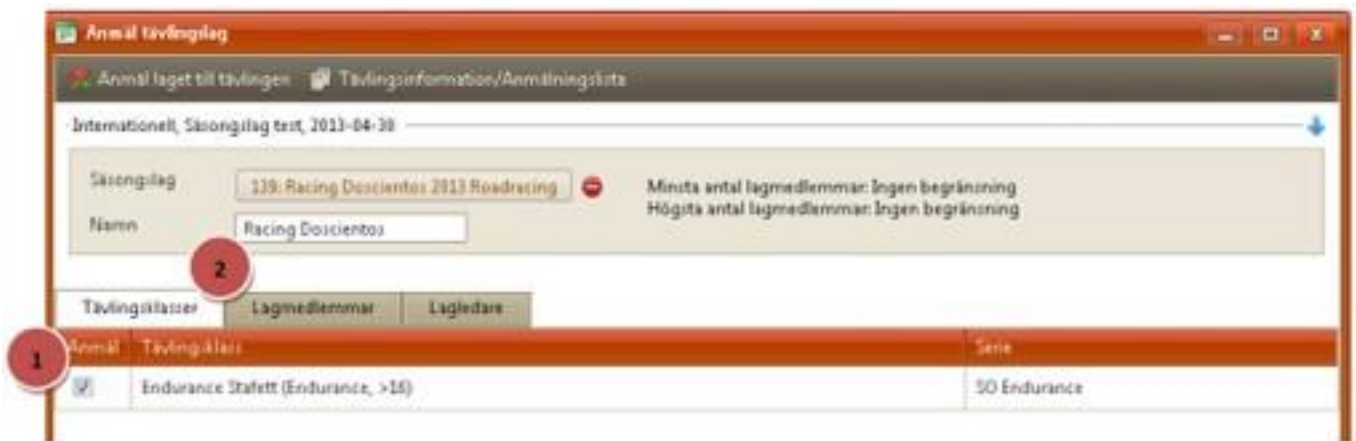 Anmäl tävlingslag
Anmäl laget till tävlingen Tävlingsinformation/Anmälningslista
Internationell, Säsongslag test, 2013-04-30
Säsongslag 139: Racing Doscientos 2013 Roadracing Minsta antal lagmedlemmar: Ingen begränsning
Högsta antal lagmedlemmar: Ingen begränsning
Namn Racing Doscientos
2
Tävlingsklasser Lagmedlemmar Lagledare
1
Anmäl Tävlingsklass Serie
Endurance Stafett (Endurance, >16) SO Endurance